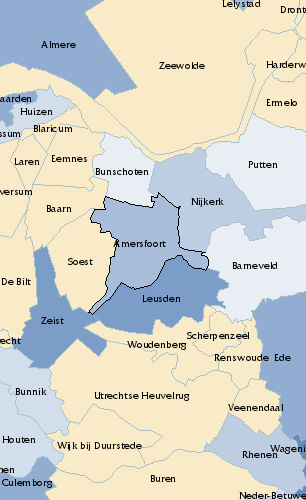 Lelystad
Dront
Almere
Zeewolde
Harderw
aarden
Huizen
Ermelo
ssum
Blaricum
Laren
Eemnes
Bunschoten
Putten
versum
Baarn
Nijkerk
Amersfoort
Soest
Barneveld
De Bilt
Leusden
Zeist
Scherpenzeel
echt
Woudenberg
Renswoude
Ede
Bunnik
Utrechtse Heuvelrug
Veenendaal
Houten
Wijk bij Duurstede
Rhenen
Wagenin
nen
Culemborg
Buren
Neder-Betuwe